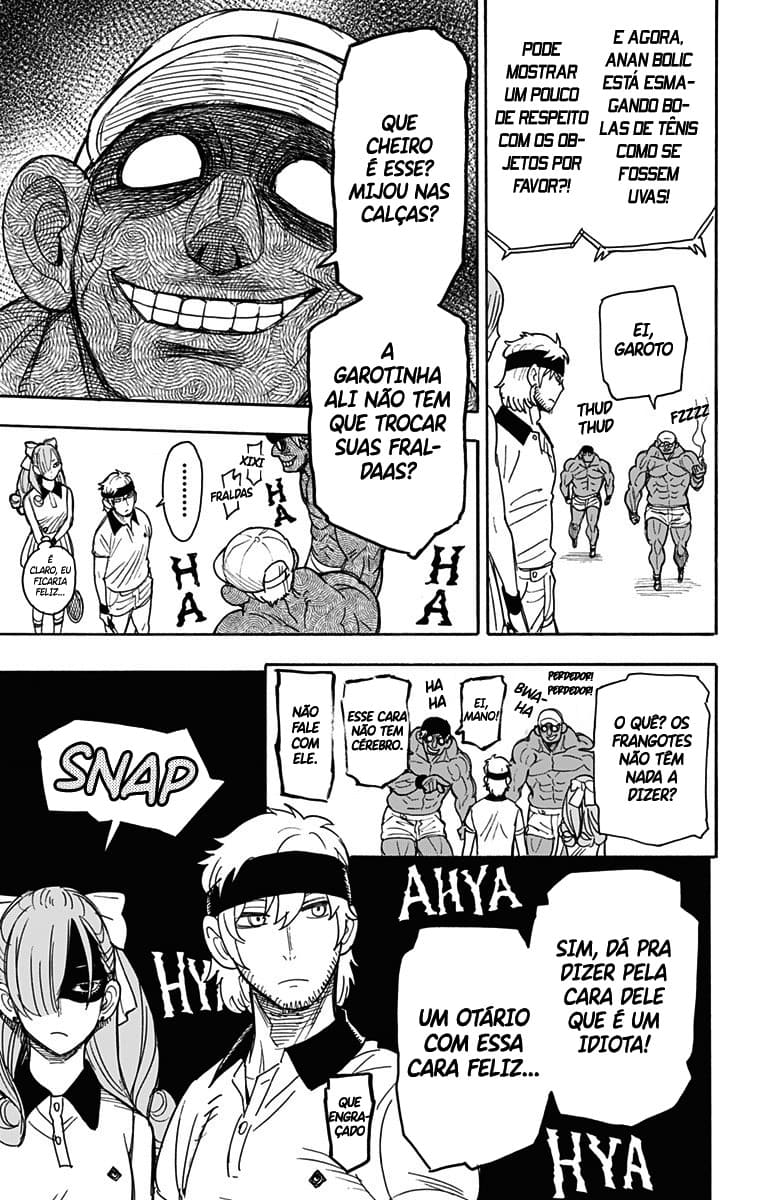 E AGORA,
ANAN BOLIC
ESTÁ ESMA-
GANDO BO-
LAS DE TÊNIS
COMO SE
FOSSEM
UVAS!
PODE
MOSTRAR
UM POUCO
DE RESPEITO
COM OS OB-
JETOS POR
FAVOR?!
EI,
GAROTO
THUD
THUD
FZZZZ
QUE
CHEIRO
É ESSE?
MIJOU NAS
CALÇAS?
A
GAROTINHA
ALI NÃO TEM
QUE TROCAR
SUAS FRAL-
DAAS?
HA
XIXI
FRALDAS
HA
HA
.......
É
CLARO, EU
FICARIA
FELIZ...
O QUÊ? OS
FRANGOTES
NÃO TÊM
NADA A
DIZER?
PERDEDOR!
PERDEDOR!
BWA-
HA
EI,
MANO!
HA
HA
ESSE CARA
NÃO TEM
CÉREBRO.
NÃO
FALE
COM
ELE.
SNAP
AHYA
SIM, DÁ PRA
DIZER PELA
CARA DELE
QUE É UM
IDIOTA!
UM OTÁRIO
COM ESSA
CARA FELIZ...
HYA
QUE
ENGRA-
ÇADO
HYA